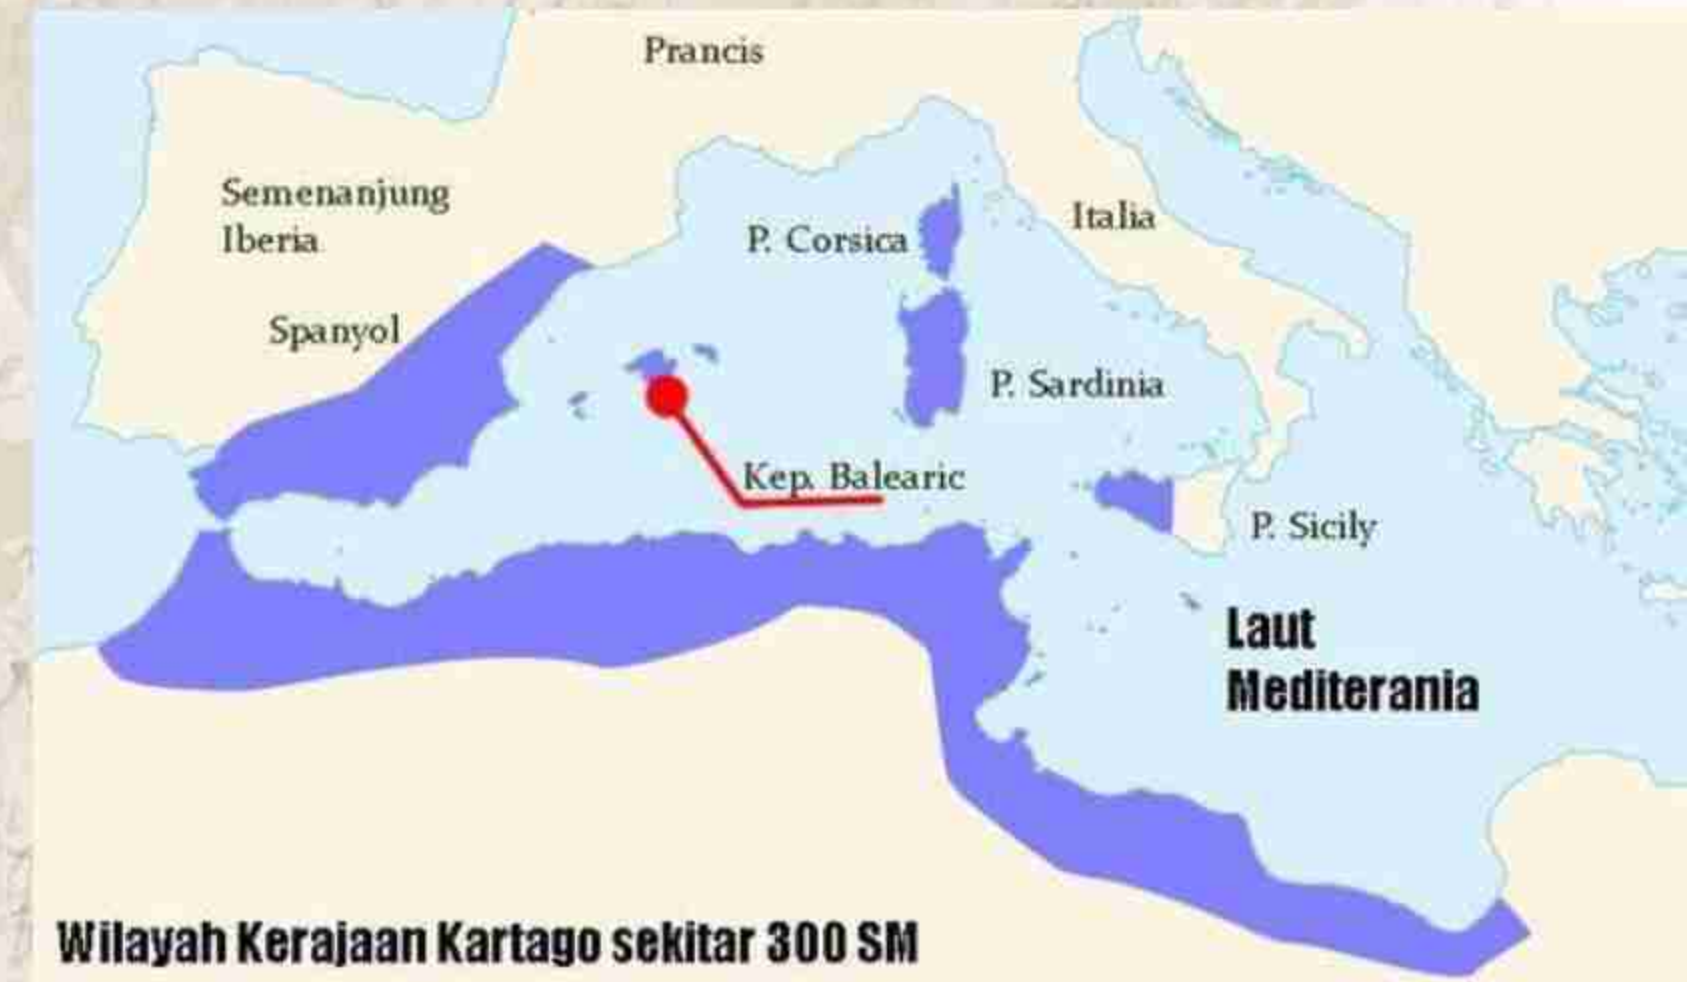 Prancis
Semenanjung
Iberia
P. Corsica
Italia
Spanyol
P. Sardinia
Kep. Balearic
P. Sicily
Laut
Mediterania
Wilayah Kerajaan Kartago sekitar 300 SM